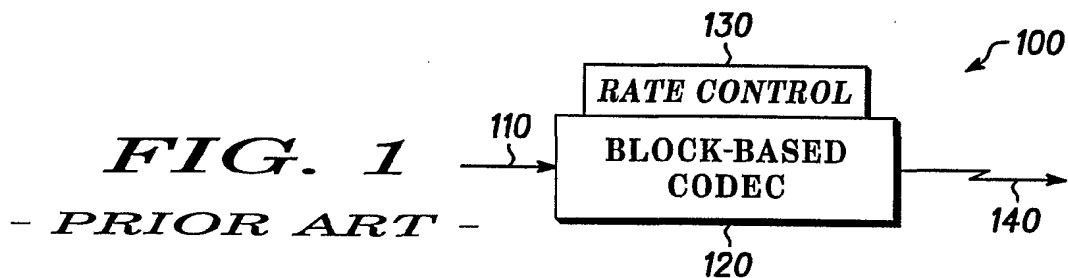 130
100
RATE CONTROL
110
FIG. 1
BLOCK-BASED
CODEC
- PRIOR ART -
140
120